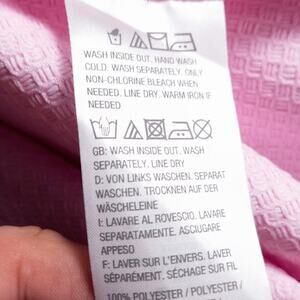 WASH INSIDE OUT. HAND WASH
COLD. WASH SEPARATELY. ONLY
NON-CHLORINE BLEACH WHEN
NEEDED. LINE DRY. WARM IRON IF
NEEDED
GB: WASH INSIDE OUT. WASH
SEPARATELY. LINE DRY
D: VON LINKS WASCHEN. SEPARAT
WASCHEN. TROCKNEN AUF DER
WÄSCHELEINE
I: LAVARE AL ROVESCIO. LAVARE
SEPARATAMENTE. ASCIUGARE
APPESO
F: LAVER SUR L'ENVERS. LAVER
SÉPARÉMENT. SÉCHAGE SUR FIL
100% POLYESTER / POLYESTER /